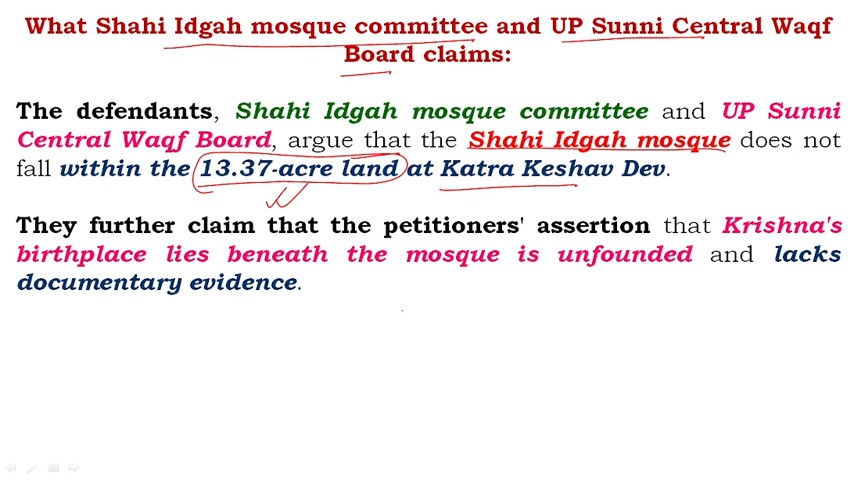 What Shahi Idgah mosque committee and UP Sunni Central Waqf
Board claims:
The defendants, Shahi Idgah mosque committee and UP Sunni
Central Waqf Board, argue that the Shahi Idgah mosque does not
fall within the 13.37-acre land at Katra Keshav Dev.
They further claim that the petitioners' assertion that Krishna's
birthplace lies beneath the mosque is unfounded and lacks
documentary evidence.